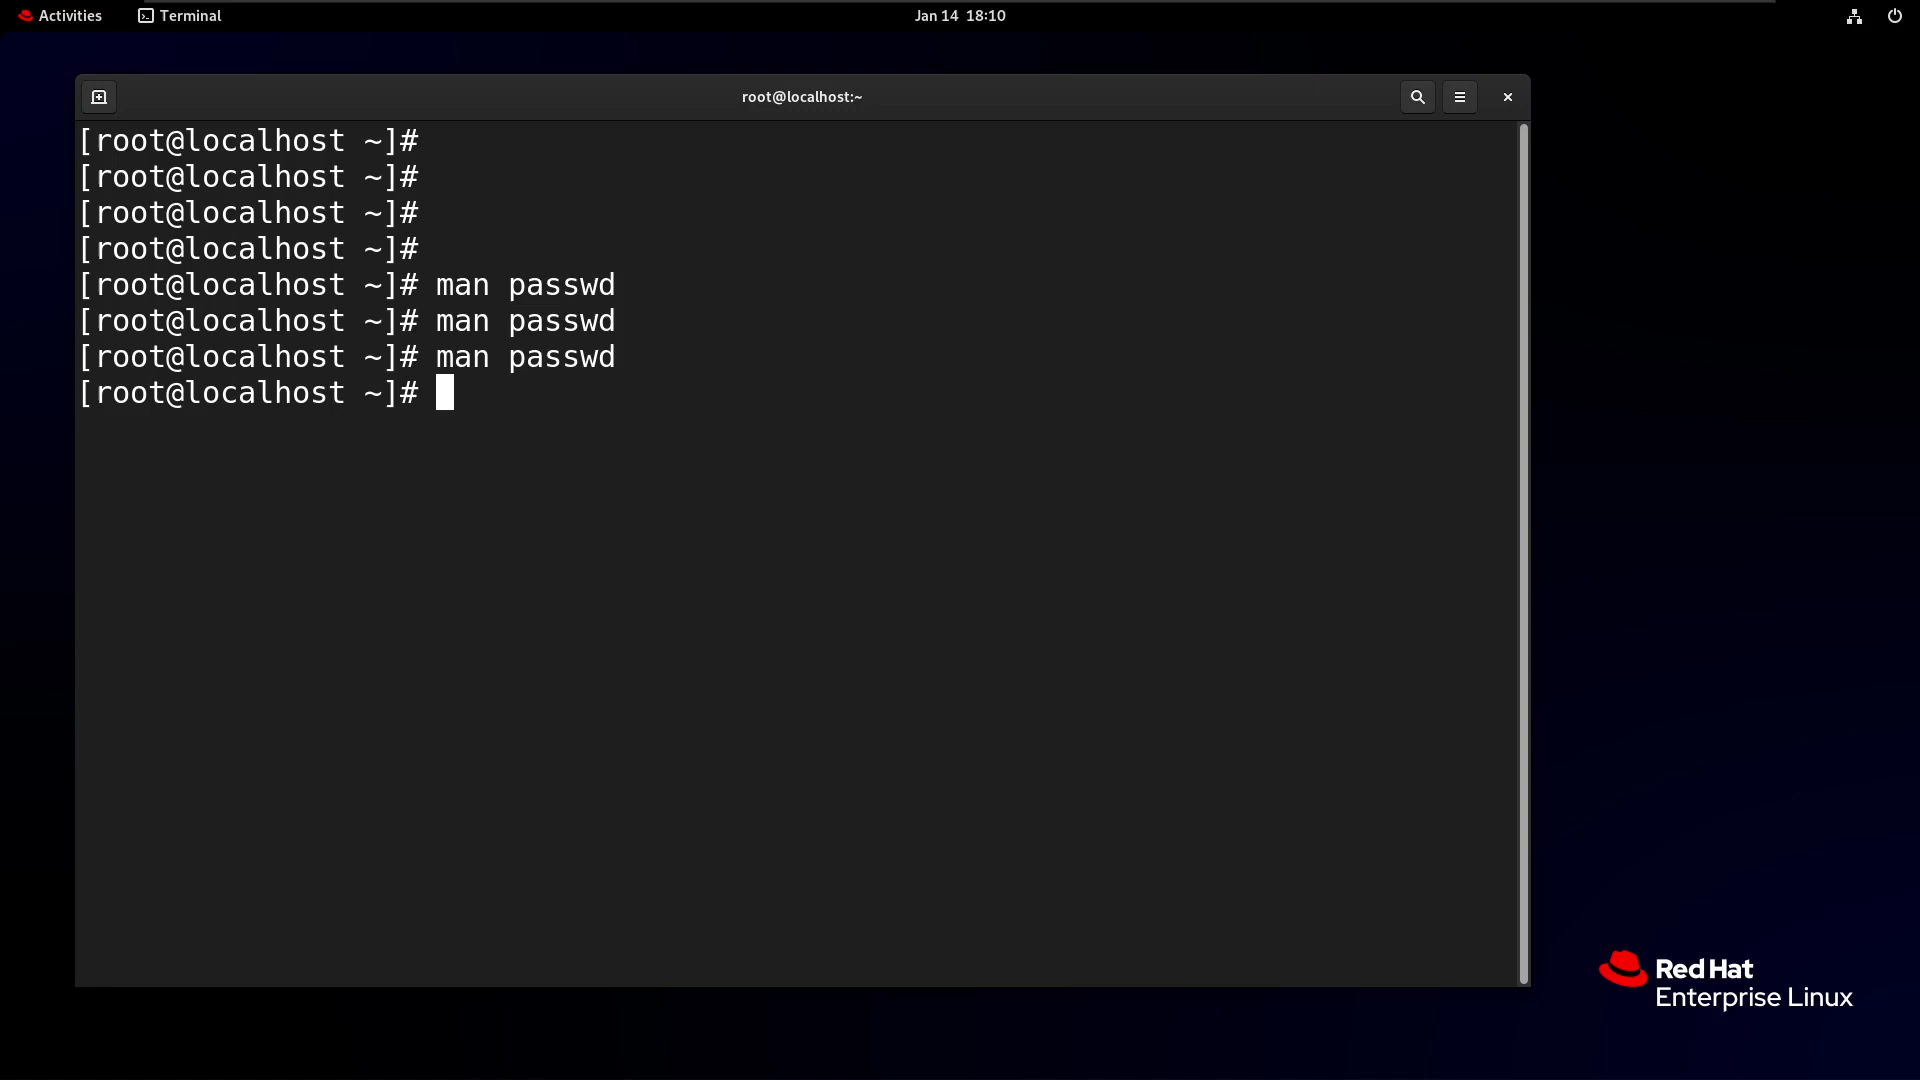 Activities
Terminal
Jan 14 18:10
root@localhost:~
[root@localhost ~]#
[root@localhost ~]#
[root@localhost ~]#
[root@localhost ~]#
[root@localhost ~]# man passwd
[root@localhost ~]# man passwd
[root@localhost ~]# man passwd
[root@localhost ~]#
Red Hat
Enterprise Linux